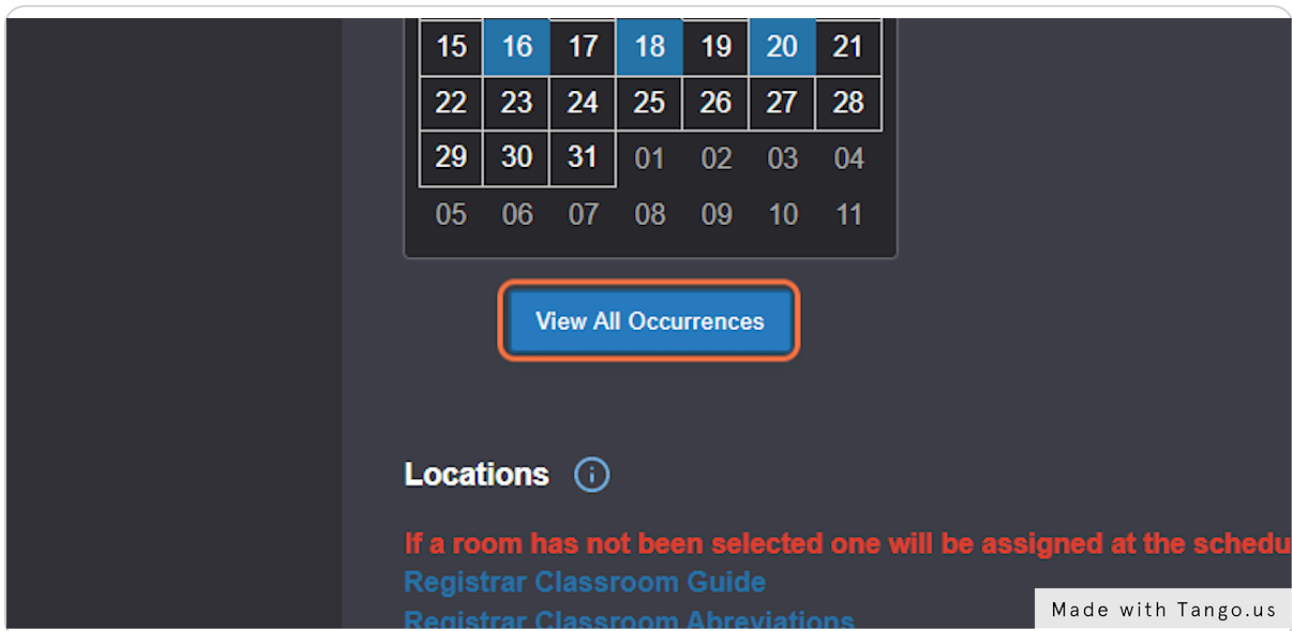 15 16 17 18 19 20 21
22 23 24 25 26 27 28
29 30 31 01 02 03 04
05 06 07 08 09 10 11
View All Occurrences
Locations
If a room has not been selected one will be assigned at the schedu
Registrar Classroom Guide
Registrar Classroom Abreviations
Made with Tango.us